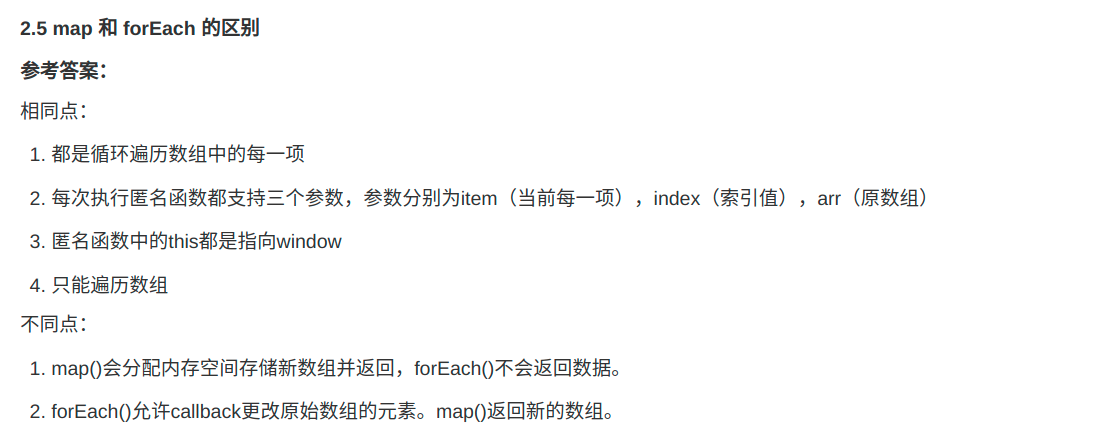 2.5 map 和 forEach 的区别
参考答案：
相同点：
1. 都是循环遍历数组中的每一项
2. 每次执行匿名函数都支持三个参数，参数分别为item（当前每一项），index（索引值），arr（原数组）
3. 匿名函数中的this都是指向window
4. 只能遍历数组
不同点：
1. map()会分配内存空间存储新数组并返回，forEach()不会返回数据。
2. forEach()允许callback更改原始数组的元素。map()返回新的数组。